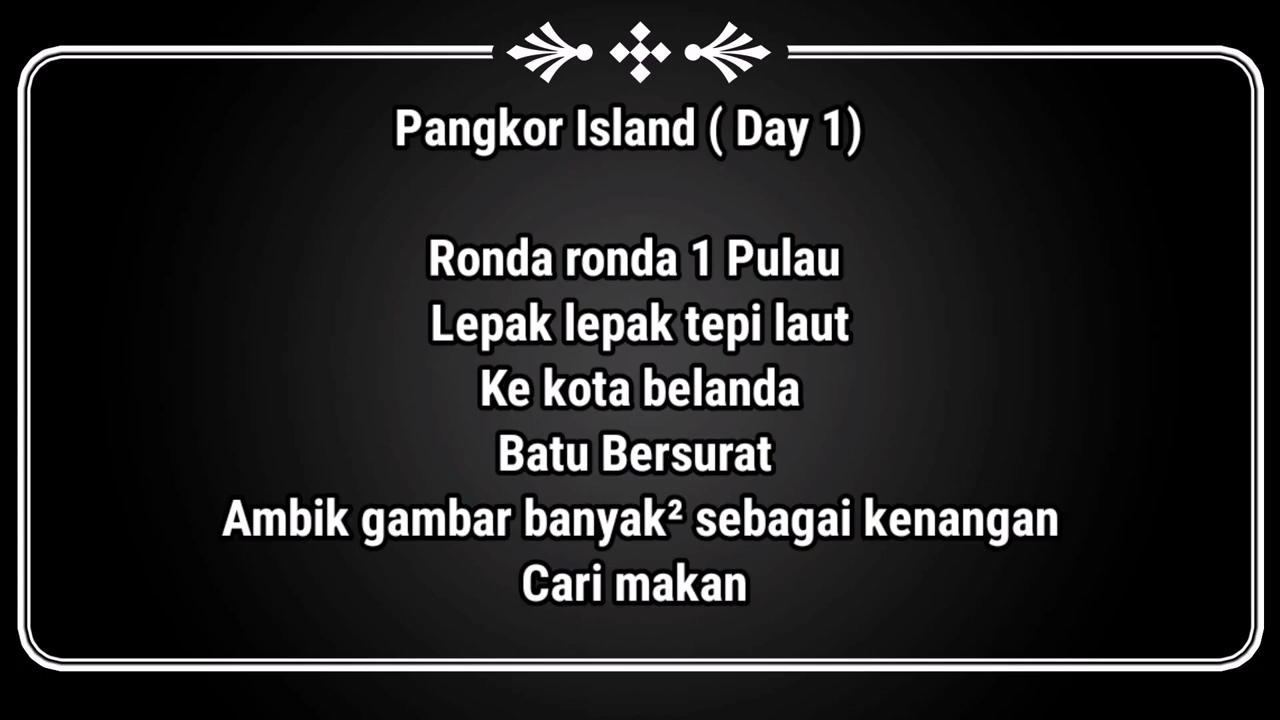 Pangkor Island ( Day 1)
Ronda ronda 1 Pulau
Lepak lepak tepi laut
Ke kota belanda
Batu Bersurat
Ambik gambar banyak² sebagai kenangan
Cari makan